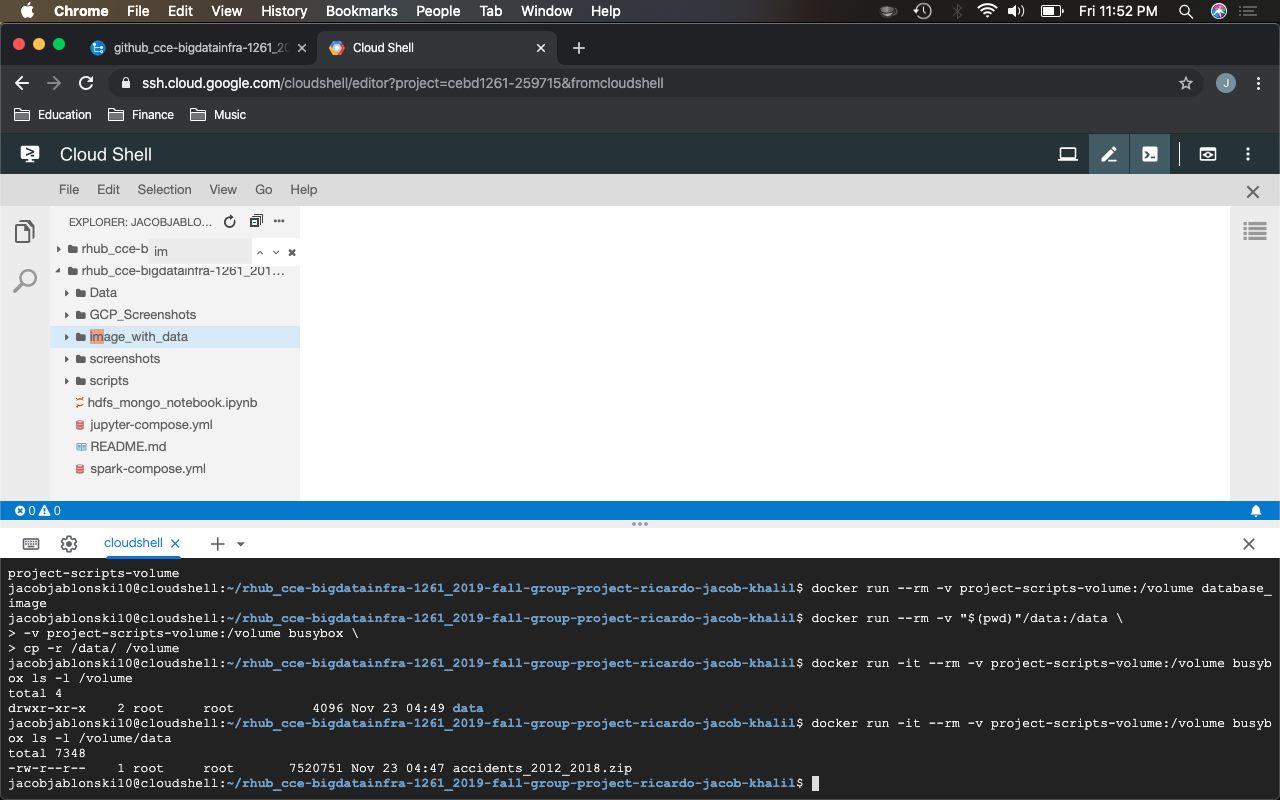 Chrome File Edit View History Bookmarks People Tab Window Help Fri 11:52 PM
github_cce-bigdatainfra-1261_20 Cloud Shell
ssh.cloud.google.com/cloudshell/editor?project=cebd1261-259715&fromcloudshell J
Education Finance Music
Cloud Shell
File Edit Selection View Go Help
EXPLORER: JACOBJABLO...
rhub_cce-b im
rhub_cce-bigdatainfra-1261_201...
Data
GCP_Screenshots
image_with_data
screenshots
scripts
hdfs_mongo_notebook.ipynb
jupyter-compose.yml
README.md
spark-compose.yml
0 0
cloudshell
project-scripts-volume
jacobjablonski10@cloudshell:~/rhub_cce-bigdatainfra-1261_2019-fall-group-project-ricardo-jacob-khalil$ docker run --rm -v project-scripts-volume:/volume database_
image
jacobjablonski10@cloudshell:~/rhub_cce-bigdatainfra-1261_2019-fall-group-project-ricardo-jacob-khalil$ docker run --rm -v "$(pwd)"/data:/data \
> -v project-scripts-volume:/volume busybox \
> cp -r /data/ /volume
jacobjablonski10@cloudshell:~/rhub_cce-bigdatainfra-1261_2019-fall-group-project-ricardo-jacob-khalil$ docker run -it --rm -v project-scripts-volume:/volume busyb
ox ls -l /volume
total 4
drwxr-xr-x 2 root root 4096 Nov 23 04:49 data
jacobjablonski10@cloudshell:~/rhub_cce-bigdatainfra-1261_2019-fall-group-project-ricardo-jacob-khalil$ docker run -it --rm -v project-scripts-volume:/volume busyb
ox ls -l /volume/data
total 7348
-rw-r--r-- 1 root root 7520751 Nov 23 04:47 accidents_2012_2018.zip
jacobjablonski10@cloudshell:~/rhub_cce-bigdatainfra-1261_2019-fall-group-project-ricardo-jacob-khalil$